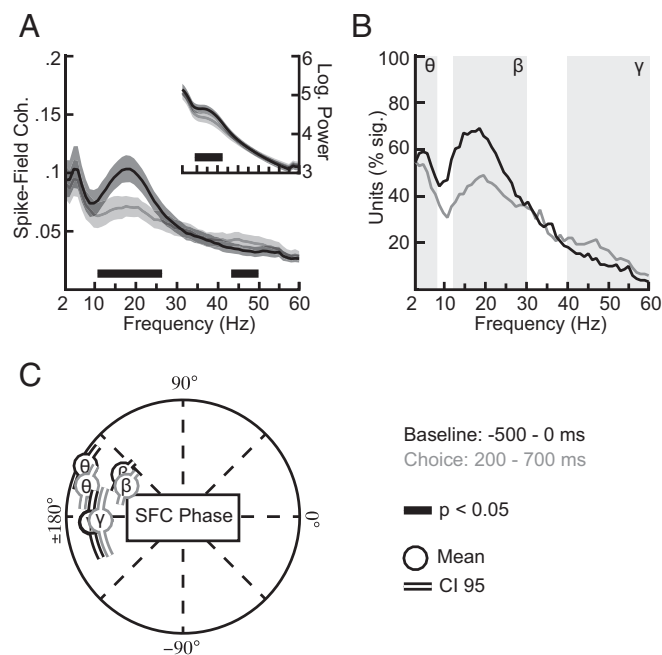 A
.2
.15
.1
.05
Spike-Field Coh.
2 10 20 30 40 50 60
Frequency (Hz)
6
5
4
3
Log. Power
B
100
80
60
40
20
Units (% sig.)
θ β γ
2 10 20 30 40 50 60
Frequency (Hz)
C
90°
θ β
θ β
γ
±180° SFC Phase 0°
−90°
Baseline: -500 - 0 ms
Choice: 200 - 700 ms
p < 0.05
Mean
CI 95